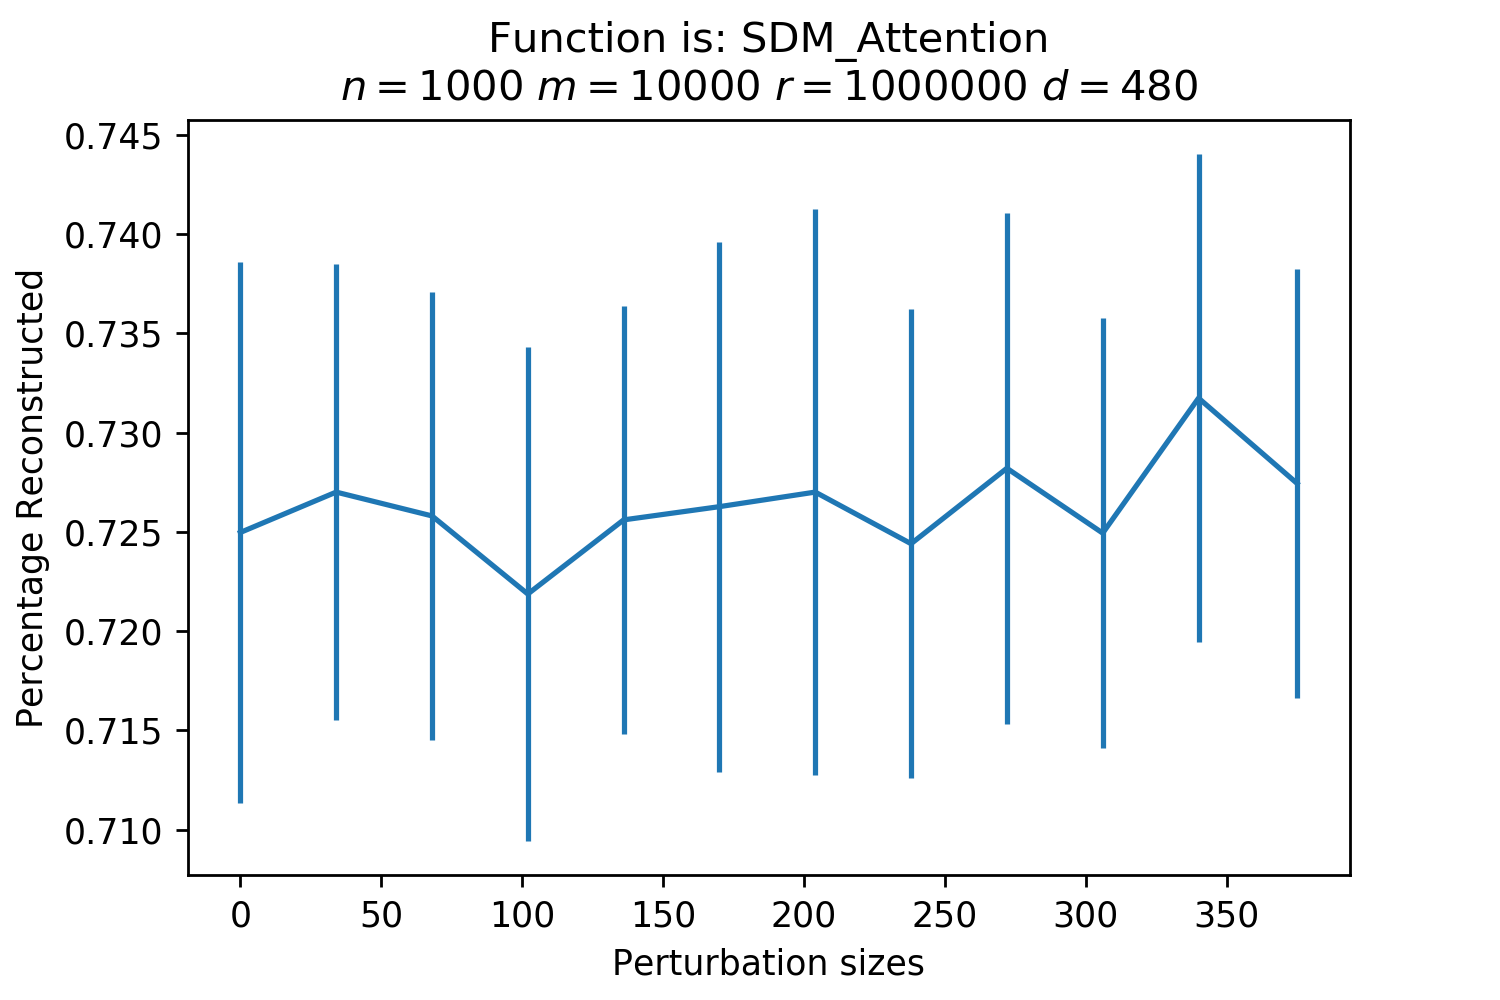 Function is: SDM_Attention
n = 1000 m = 10000 r = 1000000 d = 480
Percentage Reconstructed
0.745
0.740
0.735
0.730
0.725
0.720
0.715
0.710
0 50 100 150 200 250 300 350
Perturbation sizes